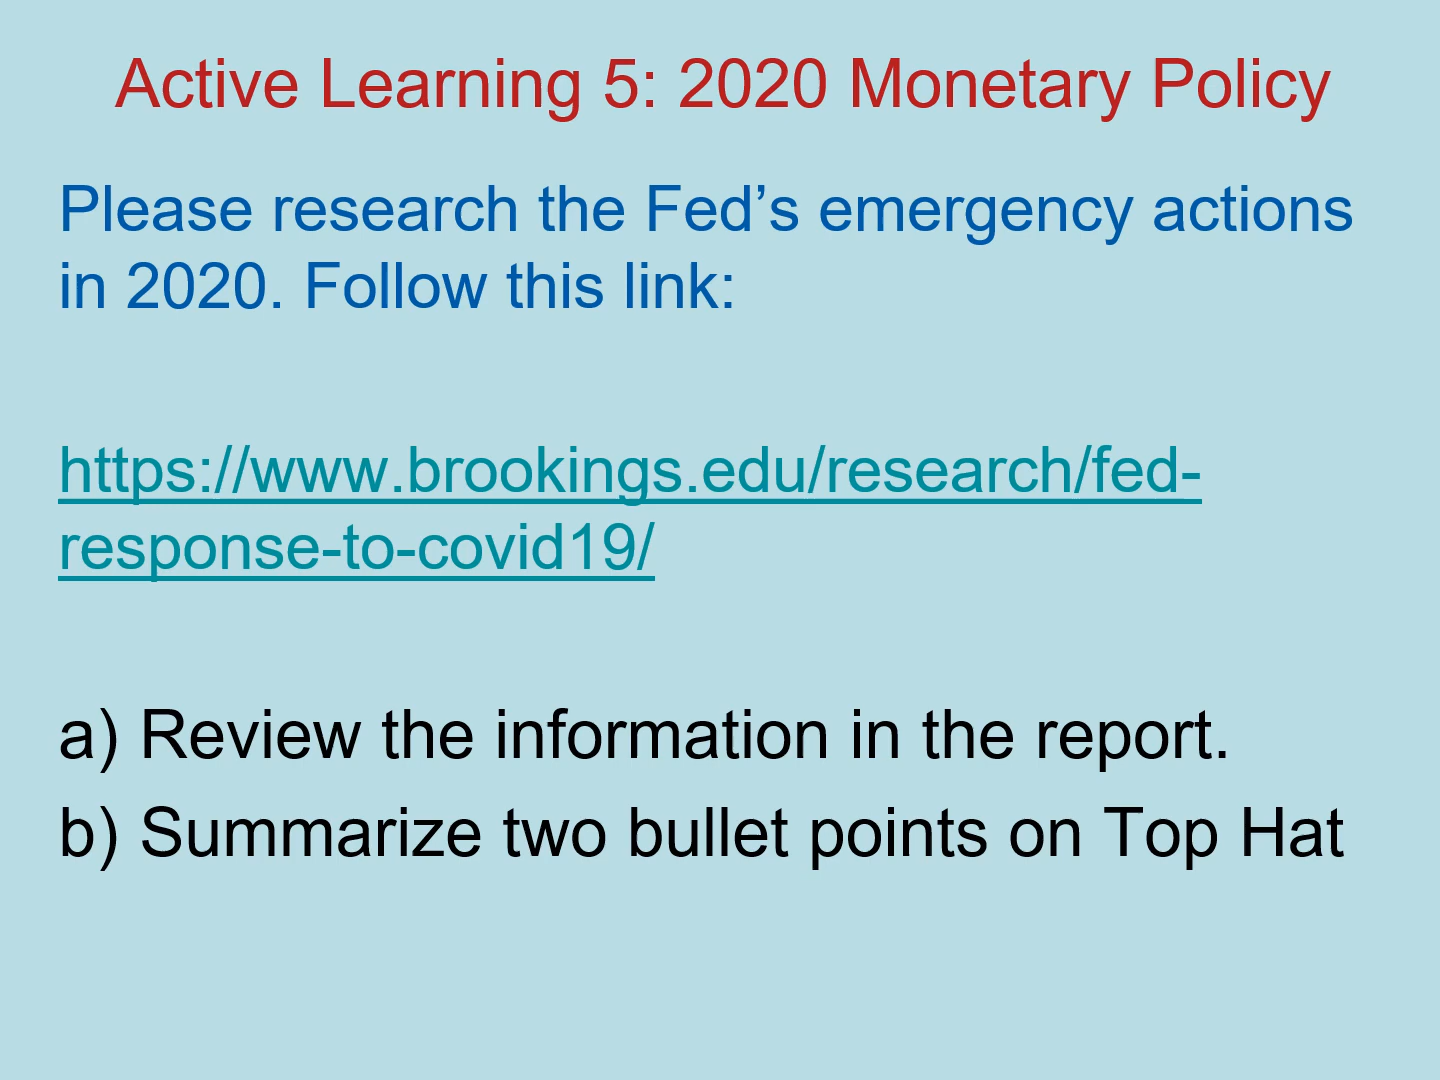 Active Learning 5: 2020 Monetary Policy
Please research the Fed’s emergency actions
in 2020. Follow this link:
https://www.brookings.edu/research/fed-
response-to-covid19/
a) Review the information in the report.
b) Summarize two bullet points on Top Hat